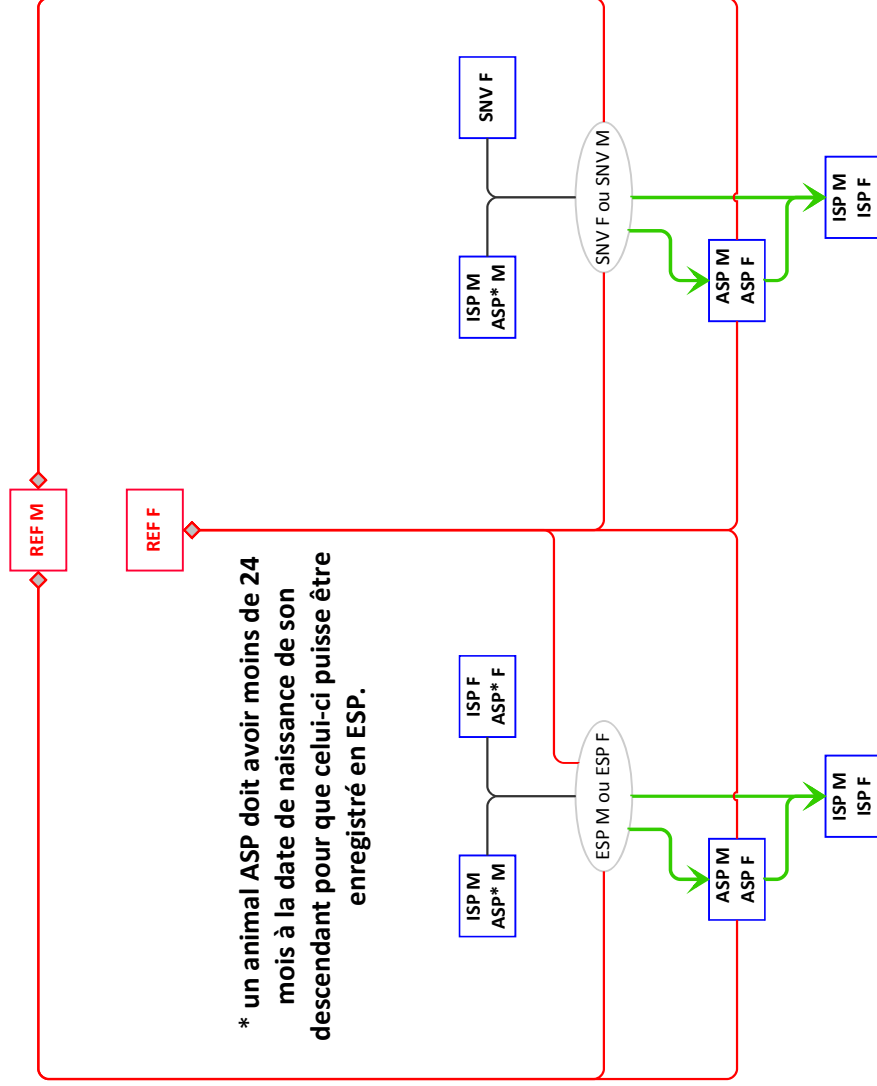 REF M
REF F
* un animal ASP doit avoir moins de 24
mois à la date de naissance de son
descendant pour que celui-ci puisse être
enregistré en ESP.
ISP M
ASP* M
ISP F
ASP* F
ISP M
ASP* M
SNV F
ESP M ou ESP F
SNV F ou SNV M
ASP M
ASP F
ASP M
ASP F
ISP M
ISP F
ISP M
ISP F